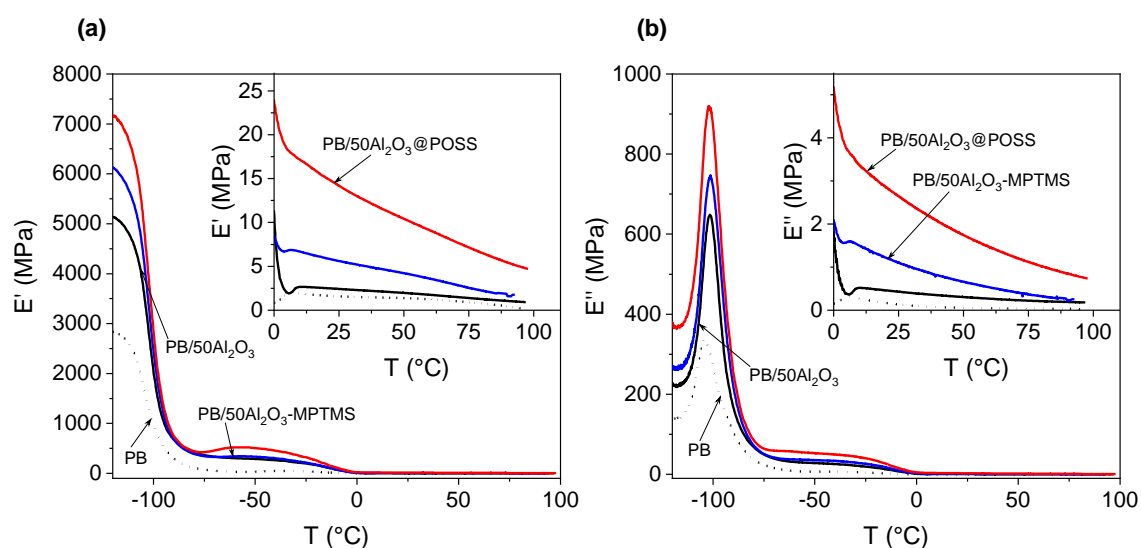 (a)
8000
7000
6000
5000
4000
3000
2000
1000
0
E' (MPa)
-100
-50
0
50
100
T (°C)
PB/50Al₂O₃
PB
PB/50Al₂O₃-MPTMS
25
20
15
10
5
0
E' (MPa)
0
25
50
75
100
T (°C)
PB/50Al₂O₃@POSS
(b)
1000
800
600
400
200
0
E'' (MPa)
-100
-50
0
50
100
T (°C)
PB/50Al₂O₃
PB
4
2
0
E'' (MPa)
0
25
50
75
100
T (°C)
PB/50Al₂O₃@POSS
PB/50Al₂O₃-MPTMS